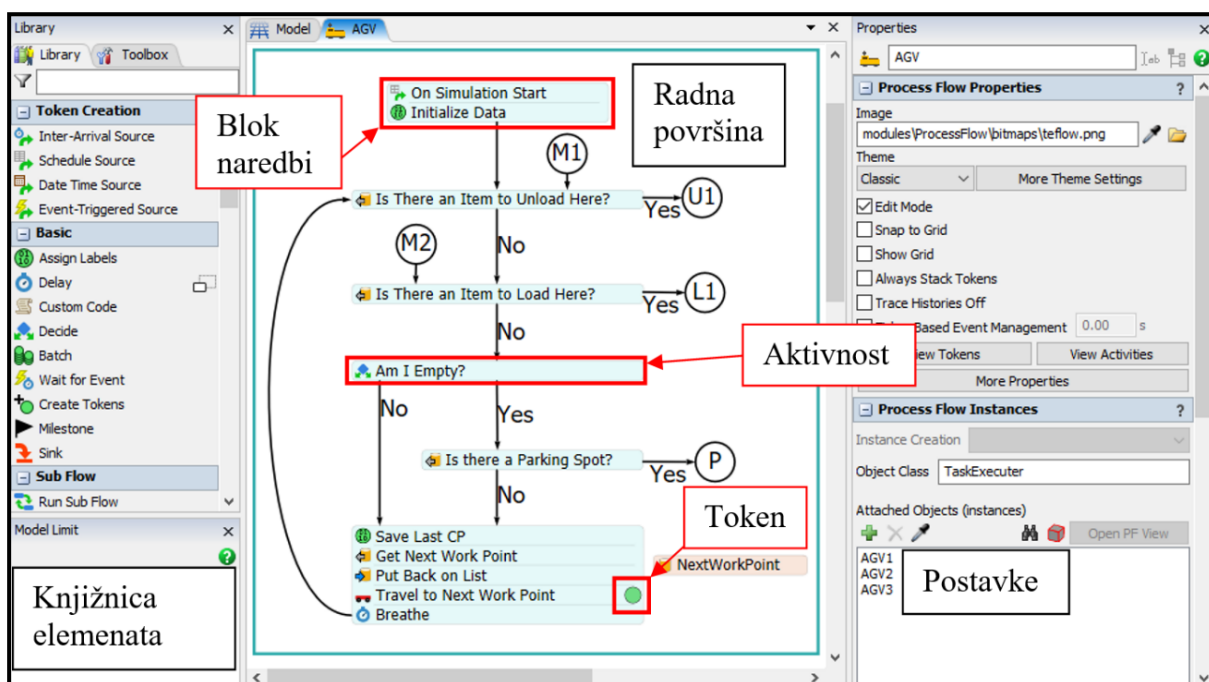 Library
Library
Toolbox
Token Creation
Inter-Arrival Source
Schedule Source
Date Time Source
Event-Triggered Source
Basic
Assign Labels
Delay
Custom Code
Decide
Batch
Wait for Event
Create Tokens
Milestone
Sink
Sub Flow
Run Sub Flow
Model Limit
Knjižnica
elemenata
Model
AGV
Blok
naredbi
On Simulation Start
Initialize Data
Radna
površina
M1
Is There an Item to Unload Here?
Yes
U1
No
M2
Is There an Item to Load Here?
Yes
L1
No
Aktivnost
Am I Empty?
No
Yes
Is there a Parking Spot?
Yes
P
No
Token
Save Last CP
Get Next Work Point
Put Back on List
Travel to Next Work Point
Breathe
NextWorkPoint
Properties
AGV
Process Flow Properties
?
Image
modules\ProcessFlow\bitmaps\teflow.png
Theme
Classic
More Theme Settings
Edit Mode
Snap to Grid
Show Grid
Always Stack Tokens
Trace Histories Off
Based Event Management
0.00
s
View Activities
More Properties
Process Flow Instances
?
Instance Creation
Object Class
TaskExecuter
Attached Objects (instances)
Open PF View
AGV1
AGV2
AGV3
Postavke